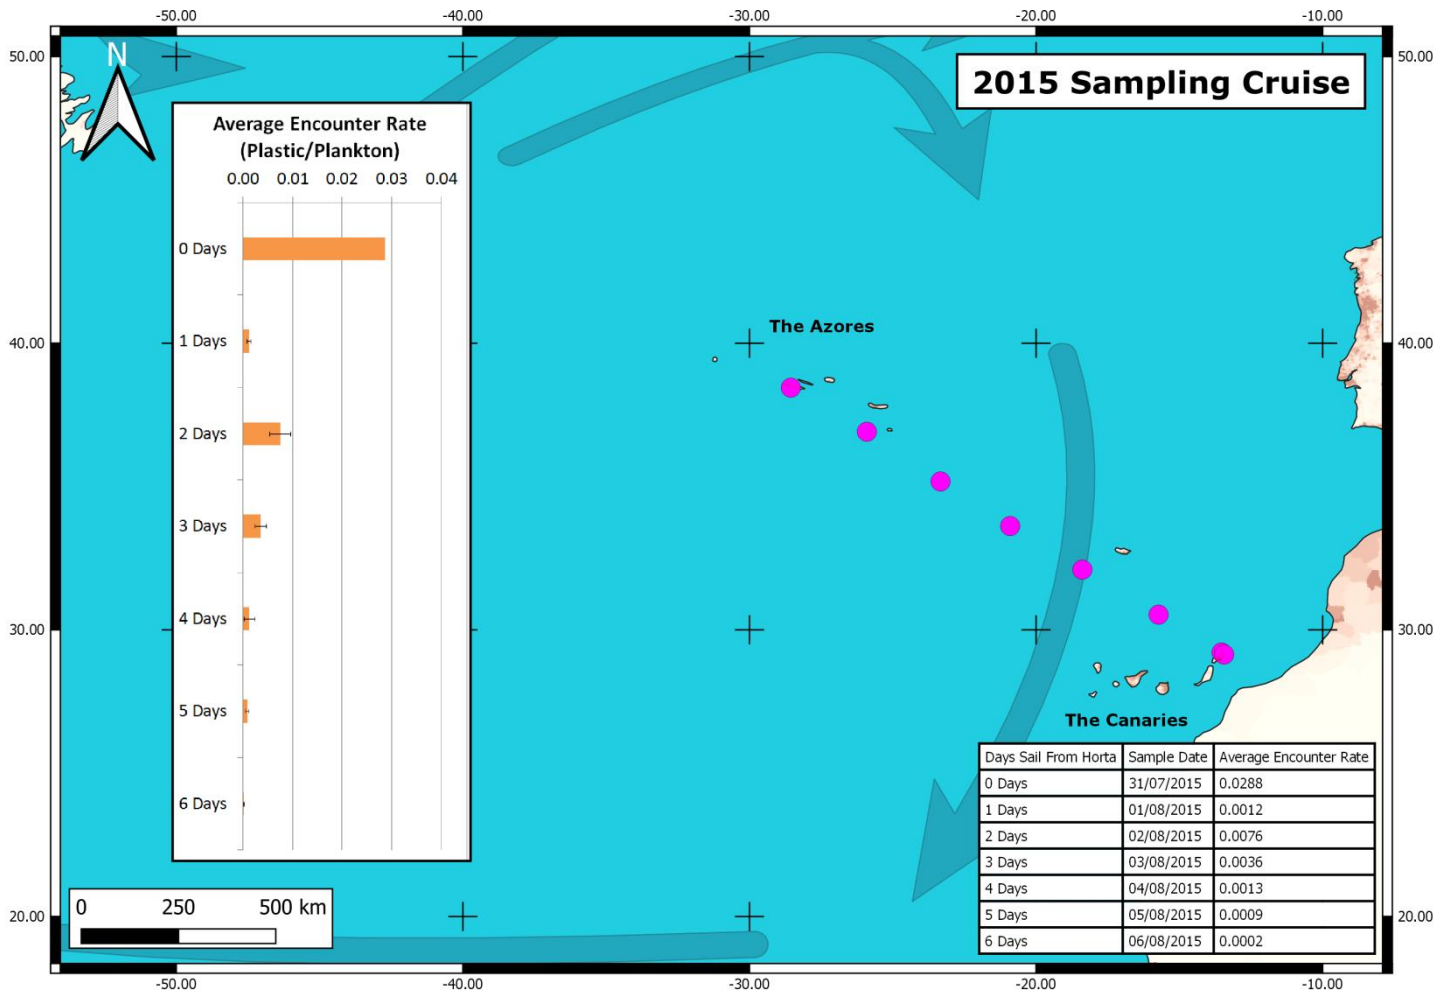 -50.00 -40.00 -30.00 -20.00 -10.00
50.00 50.00
N
2015 Sampling Cruise
Average Encounter Rate
(Plastic/Plankton)
0.00 0.01 0.02 0.03 0.04
0 Days
1 Days
2 Days
3 Days
4 Days
5 Days
6 Days
The Azores
40.00 40.00
30.00 30.00
The Canaries
Days Sail From Horta Sample Date Average Encounter Rate
0 Days 31/07/2015 0.0288
1 Days 01/08/2015 0.0012
2 Days 02/08/2015 0.0076
3 Days 03/08/2015 0.0036
4 Days 04/08/2015 0.0013
5 Days 05/08/2015 0.0009
6 Days 06/08/2015 0.0002
0 250 500 km
20.00 20.00
-50.00 -40.00 -30.00 -20.00 -10.00